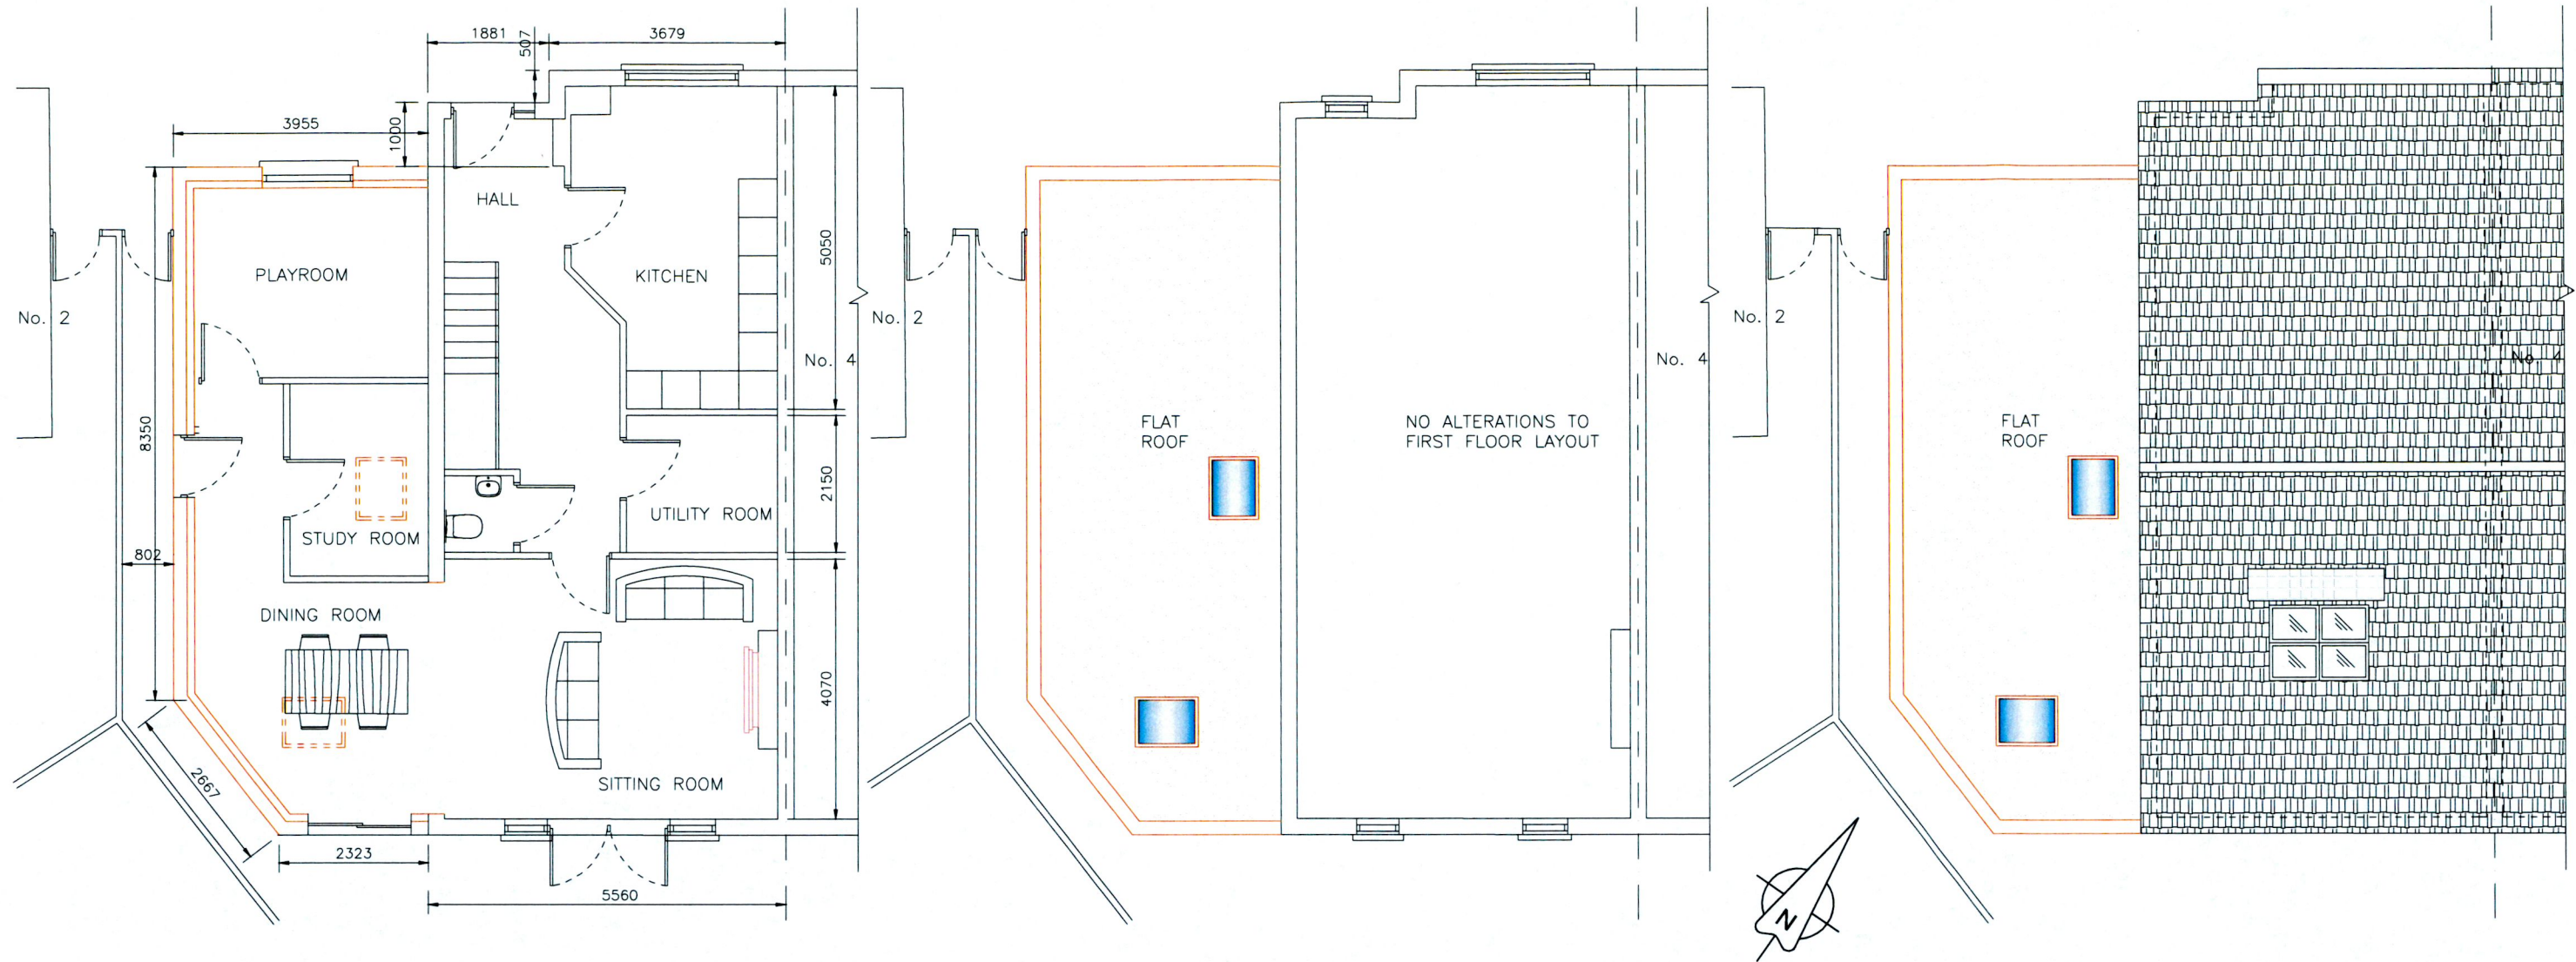 1881
507
3679
3955
1000
HALL
PLAYROOM
KITCHEN
5050
No. 2
No. 4
8350
2150
UTILITY ROOM
STUDY ROOM
802
DINING ROOM
4070
2667
SITTING ROOM
2323
5560
No. 2
No. 4
FLAT
ROOF
NO ALTERATIONS TO
FIRST FLOOR LAYOUT
No. 2
No. 4
FLAT
ROOF
N